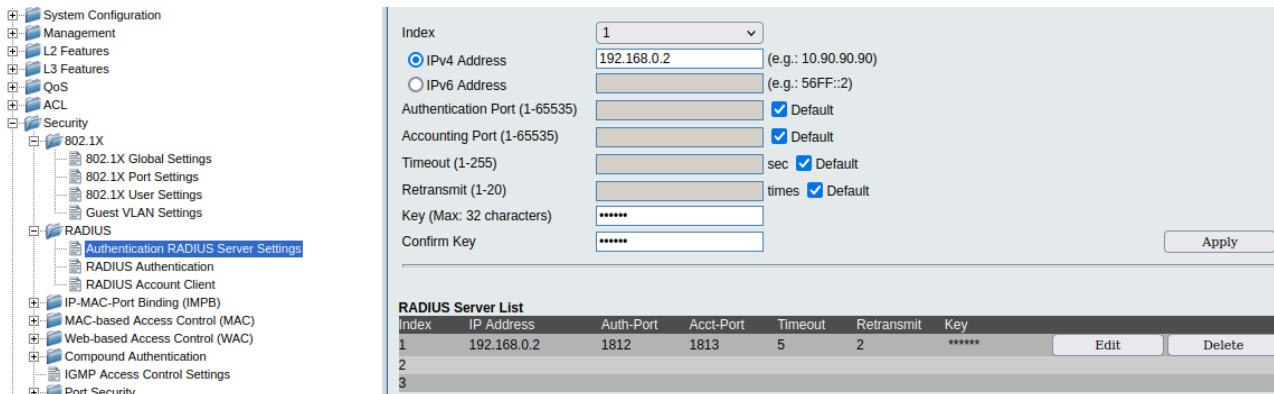 System Configuration
Management
L2 Features
L3 Features
QoS
ACL
Security
802.1X
802.1X Global Settings
802.1X Port Settings
802.1X User Settings
Guest VLAN Settings
RADIUS
Authentication RADIUS Server Settings
RADIUS Authentication
RADIUS Account Client
IP-MAC-Port Binding (IMPB)
MAC-based Access Control (MAC)
Web-based Access Control (WAC)
Compound Authentication
IGMP Access Control Settings
Port Security
Index 1
IPv4 Address 192.168.0.2 (e.g.: 10.90.90.90)
IPv6 Address (e.g.: 56FF::2)
Authentication Port (1-65535) Default
Accounting Port (1-65535) Default
Timeout (1-255) sec Default
Retransmit (1-20) times Default
Key (Max: 32 characters) ••••••
Confirm Key •••••• Apply
RADIUS Server List
Index IP Address Auth-Port Acct-Port Timeout Retransmit Key
1 192.168.0.2 1812 1813 5 2 ****** Edit Delete
2
3